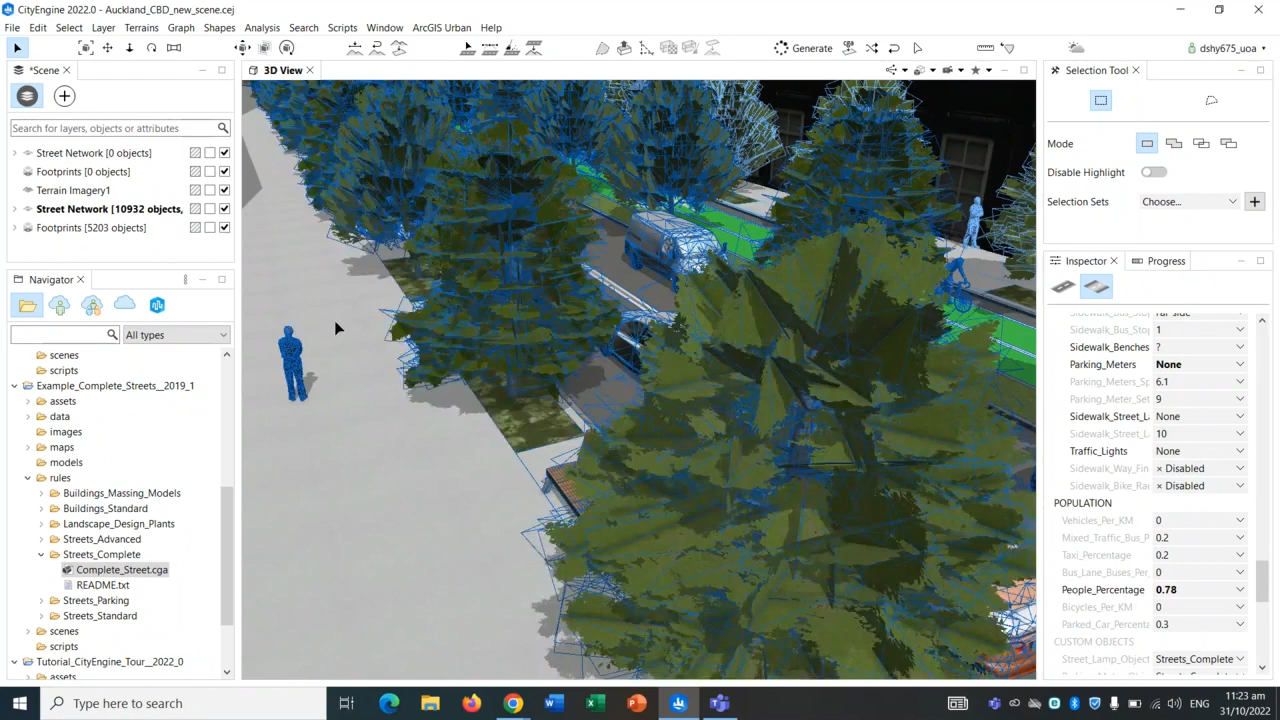 CityEngine 2022.0 - Auckland_CBD_new_scene.cej
File Edit Select Layer Terrains Graph Shapes Analysis Search Scripts Window ArcGIS Urban Help
Generate
dshy675_uoa
*Scene
3D View
Selection Tool
Search for layers, objects or attributes
Mode
Street Network [0 objects]
Footprints [0 objects]
Disable Highlight
Terrain Imagery1
Selection Sets Choose...
Street Network [10932 objects,
Footprints [5203 objects]
Inspector
Progress
Navigator
All types
scenes
scripts
Example_Complete_Streets__2019_1
assets
data
images
maps
models
rules
Buildings_Massing_Models
Buildings_Standard
Landscape_Design_Plants
Streets_Advanced
Streets_Complete
Complete_Street.cga
README.txt
Streets_Parking
Streets_Standard
scenes
scripts
Tutorial_CityEngine_Tour__2022_0
assets
Sidewalk_Bus_Sto 1
Sidewalk_Benches ?
Parking_Meters None
Parking_Meters_Sp 6.1
Parking_Meter_Set 9
Sidewalk_Street_L None
Sidewalk_Street_L 10
Traffic_Lights None
Sidewalk_Way_Fin × Disabled
Sidewalk_Bike_Ra × Disabled
POPULATION
Vehicles_Per_KM 0
Mixed_Traffic_Bus_P 0.2
Taxi_Percentage 0.2
Bus_Lane_Buses_Per_ 0
People_Percentage 0.78
Bicycles_Per_KM 0
Parked_Car_Percenta 0.3
CUSTOM OBJECTS
Street_Lamp_Object Streets_Complete
Type here to search
ENG
11:23 am
31/10/2022